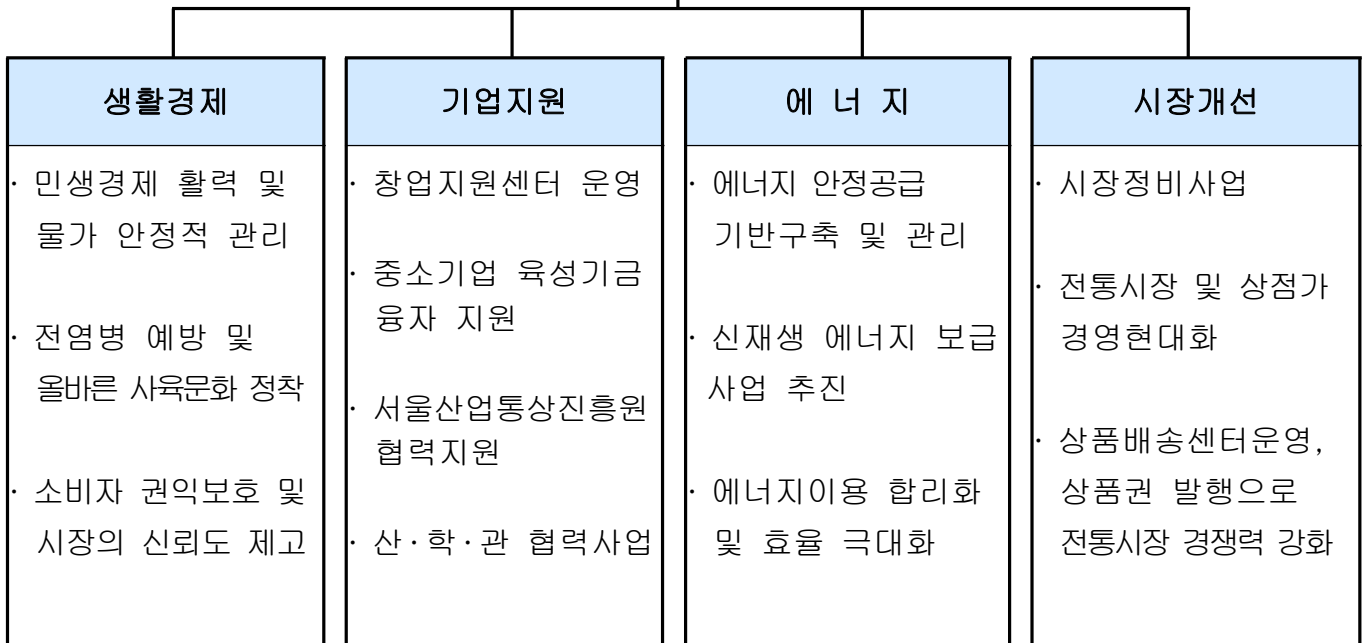 생활경제
· 민생경제 활력 및
물가 안정적 관리
· 전염병 예방 및
올바른 사육문화 정착
· 소비자 권익보호 및
시장의 신뢰도 제고
기업지원
· 창업지원센터 운영
· 중소기업 육성기금
융자 지원
· 서울산업통상진흥원
협력지원
· 산·학·관 협력사업
에 너 지
· 에너지 안정공급
기반구축 및 관리
· 신재생 에너지 보급
사업 추진
· 에너지이용 합리화
및 효율 극대화
시장개선
· 시장정비사업
· 전통시장 및 상점가
경영현대화
· 상품배송센터운영,
상품권 발행으로
전통시장 경쟁력 강화